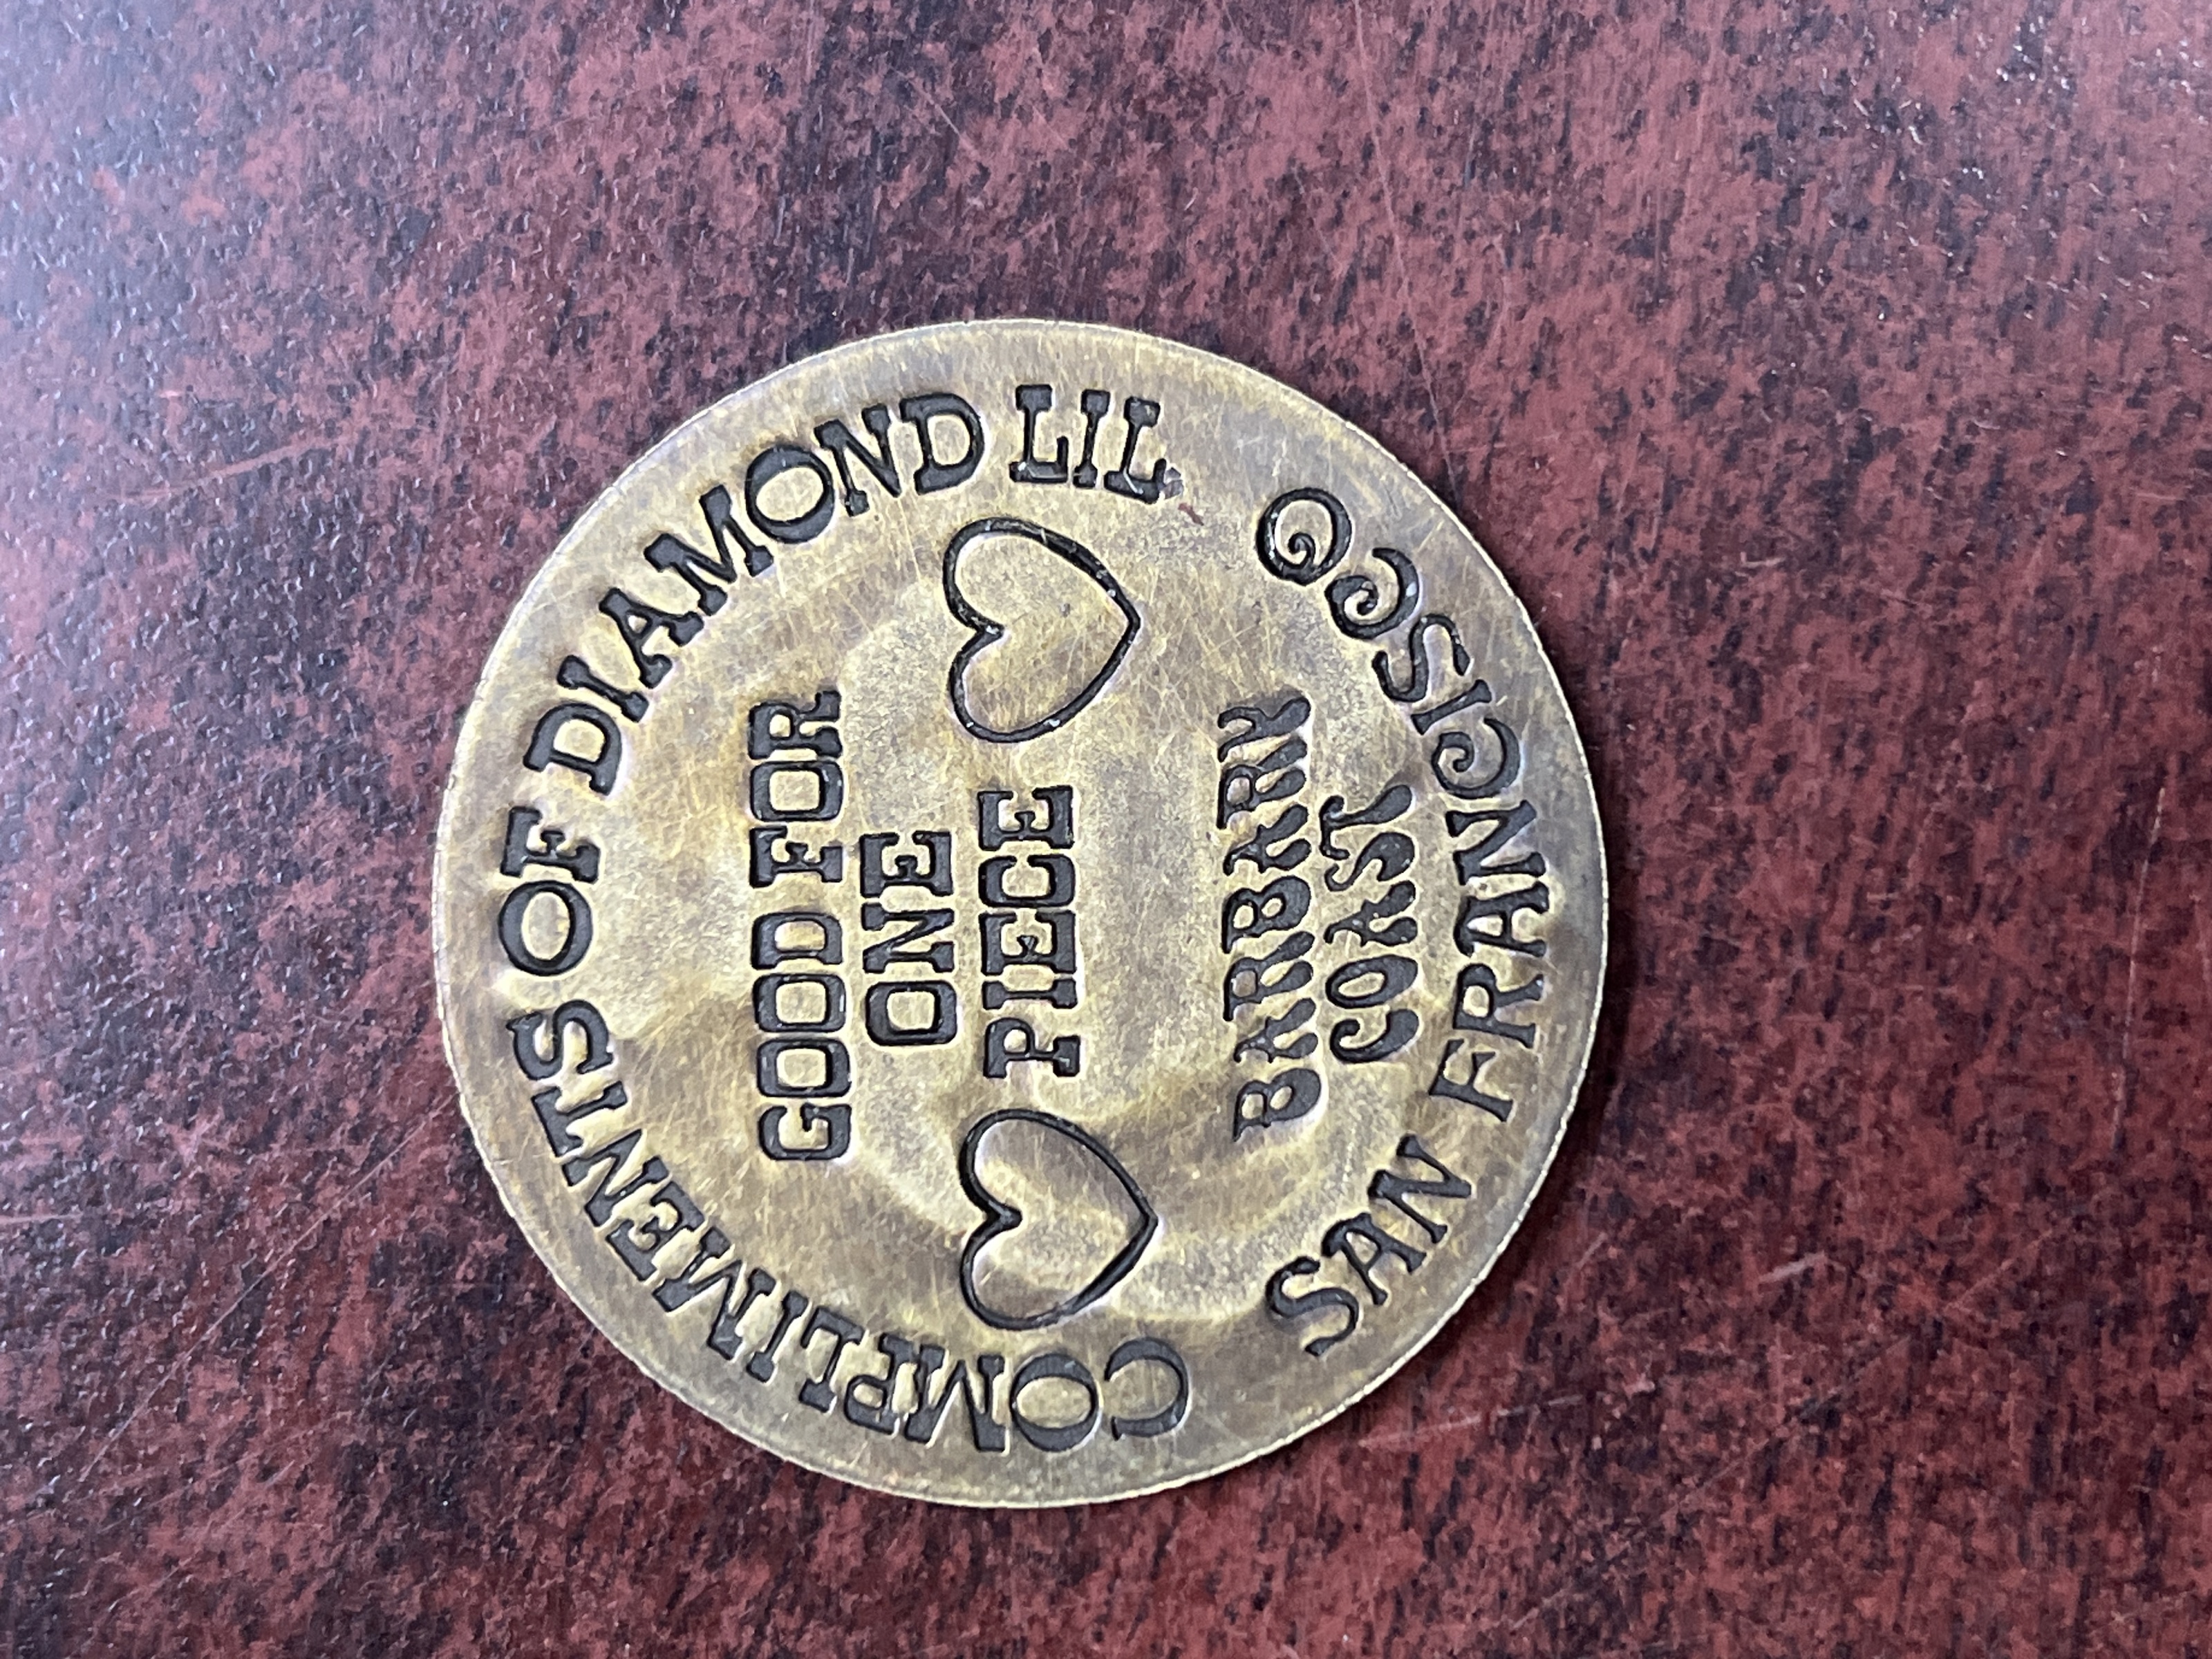 COMPLIMENTS OF DIAMOND LIL
GOOD FOR
ONE
PIECE
BARBARY
COAST
SAN FRANCISCO